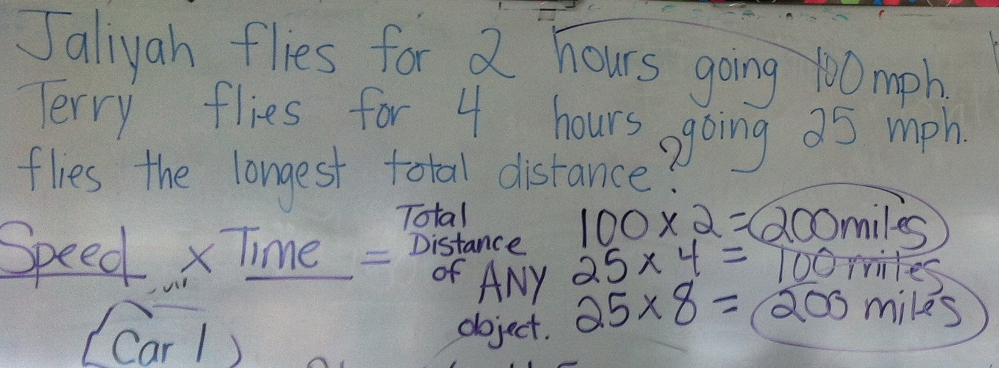 Jaliyah flies for 2 hours going 100 mph.
Terry flies for 4 hours going 25 mph.
flies the longest total distance?
Speed x Time = Total Distance of ANY object.
100 x 2 = 200 miles
25 x 4 = 100 miles
25 x 8 = 200 miles
Car 1